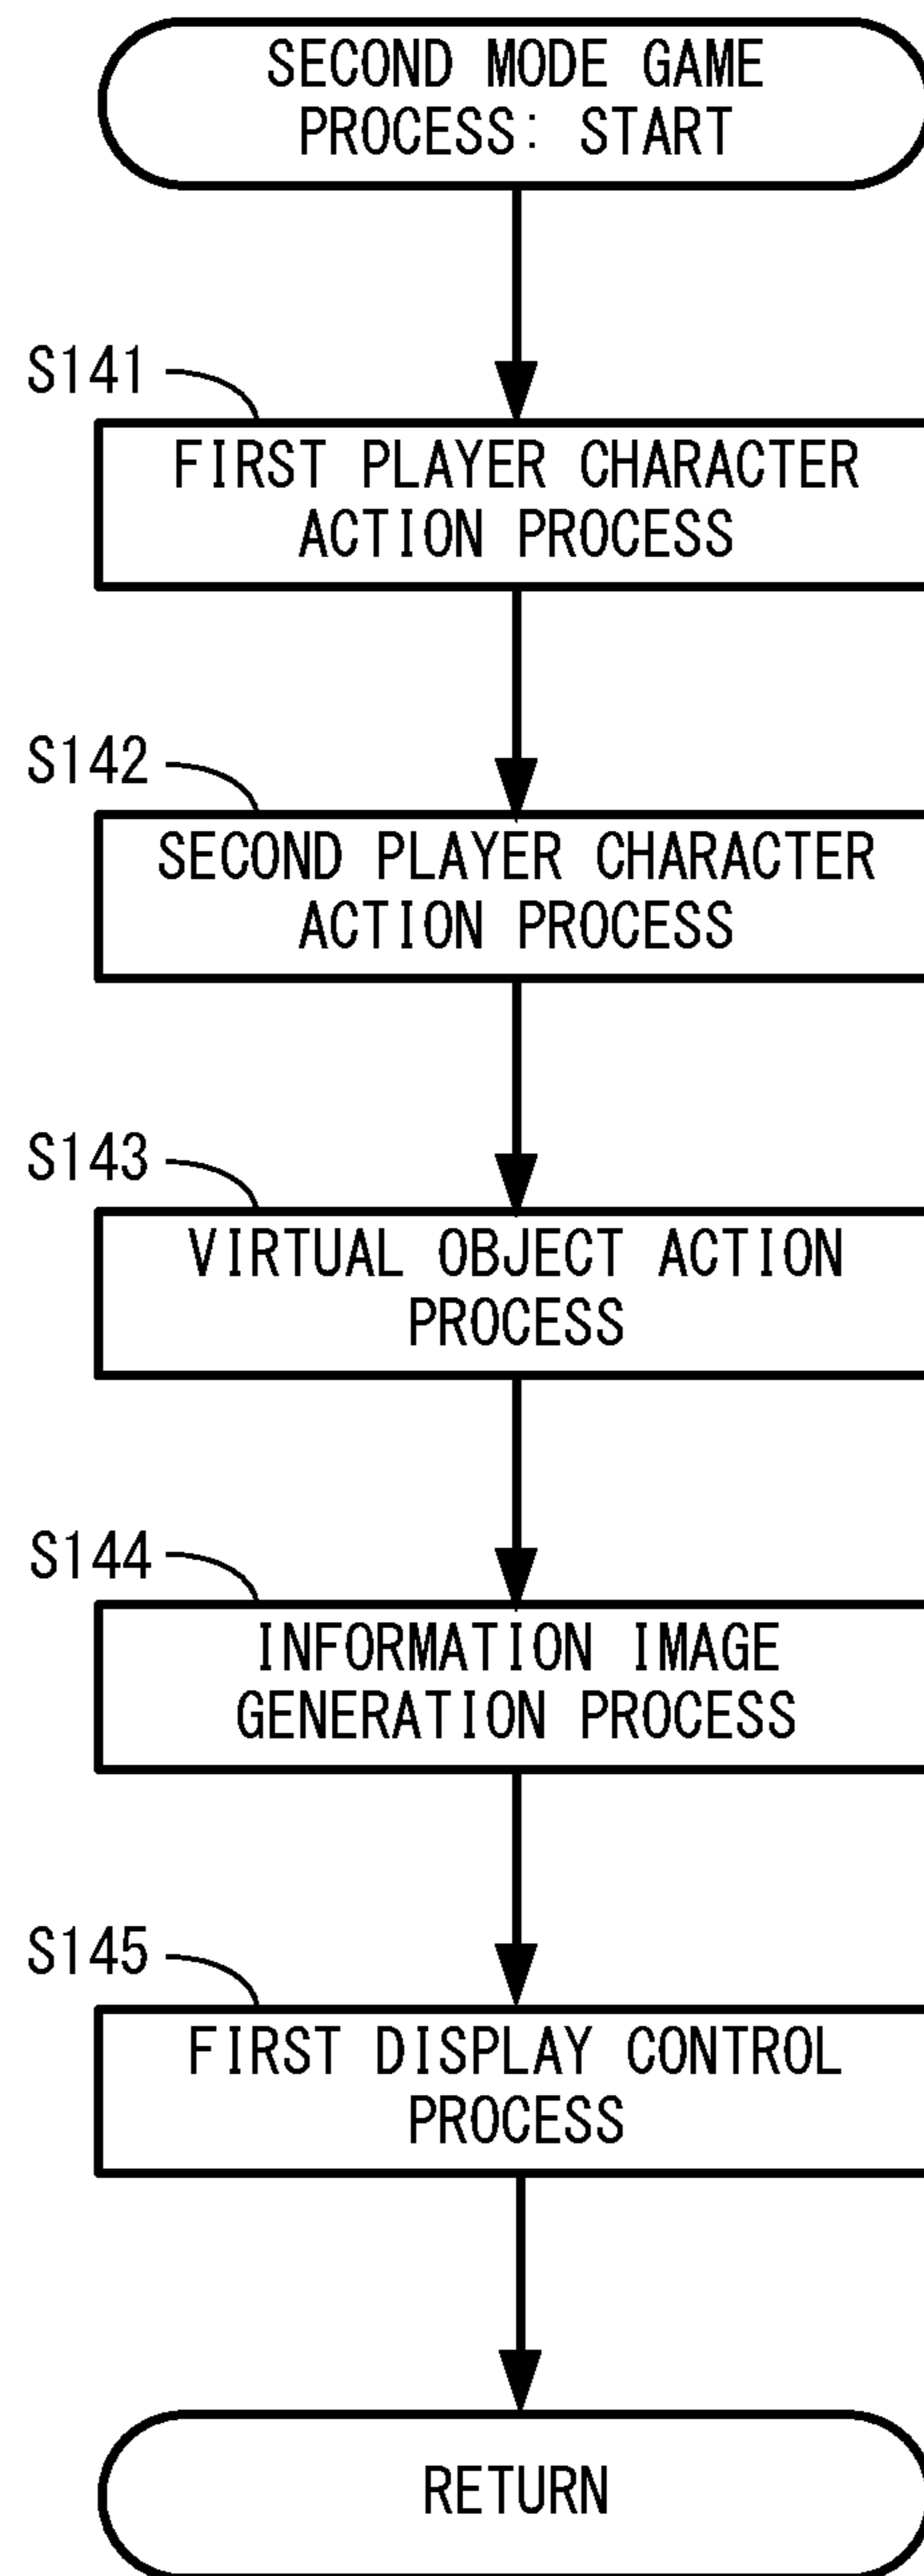 SECOND MODE GAME
PROCESS: START
S141
FIRST PLAYER CHARACTER
ACTION PROCESS
S142
SECOND PLAYER CHARACTER
ACTION PROCESS
S143
VIRTUAL OBJECT ACTION
PROCESS
S144
INFORMATION IMAGE
GENERATION PROCESS
S145
FIRST DISPLAY CONTROL
PROCESS
RETURN